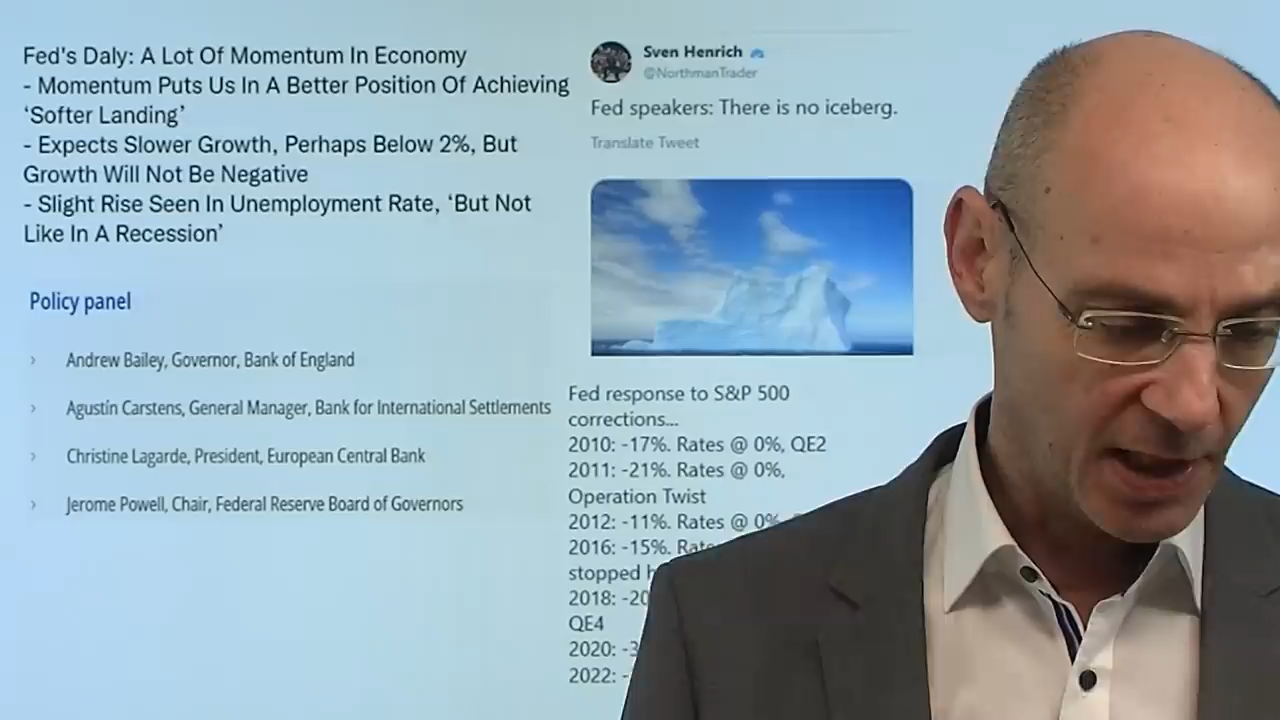 Fed's Daly: A Lot Of Momentum In Economy
- Momentum Puts Us In A Better Position Of Achieving
‘Softer Landing’
- Expects Slower Growth, Perhaps Below 2%, But
Growth Will Not Be Negative
- Slight Rise Seen In Unemployment Rate, ‘But Not
Like In A Recession’
Policy panel
› Andrew Bailey, Governor, Bank of England
› Agustín Carstens, General Manager, Bank for International Settlements
› Christine Lagarde, President, European Central Bank
› Jerome Powell, Chair, Federal Reserve Board of Governors
Sven Henrich
@NorthmanTrader
Fed speakers: There is no iceberg.
Translate Tweet
Fed response to S&P 500
corrections...
2010: -17%. Rates @ 0%, QE2
2011: -21%. Rates @ 0%,
Operation Twist
2012: -11%. Rates @ 0%
2016: -15%.
stopped
2018: -20
QE4
2020: -3
2022: -